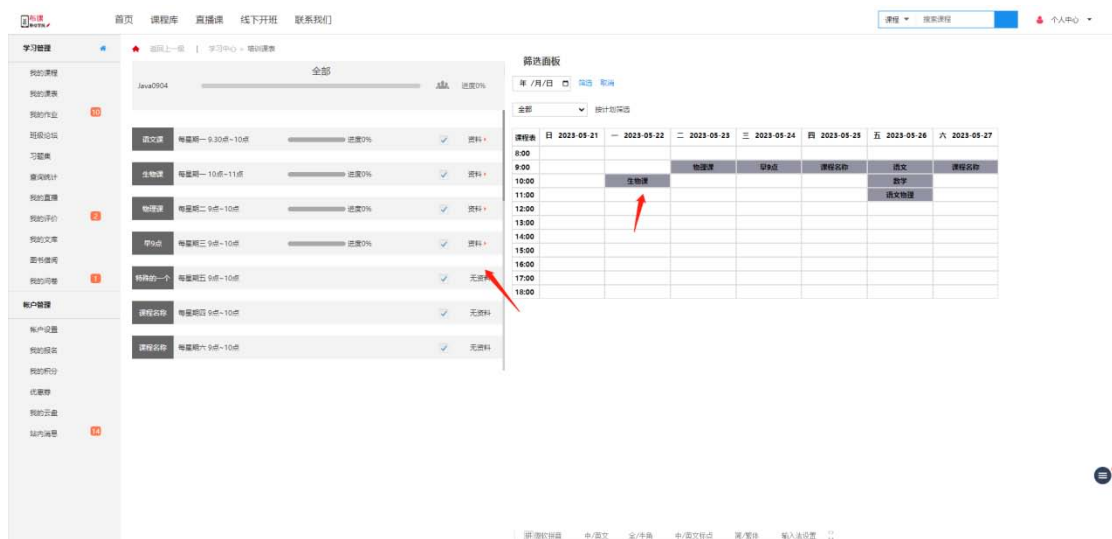 有课
首页 课程库 直播课 线下开班 联系我们
课程 搜索课程
个人中心
学习管理
我的课程
我的课表
我的作业 10
班级论坛
习题集
查询统计
我的直播
我的评价 2
我的文库
图书借阅
我的问卷 1
帐户管理
帐户设置
我的报名
我的积分
优惠券
我的云盘
站内消息 14
返回上一级 | 学习中心 » 培训课表
全部
Java0904 进度0%
语文课 每星期一 9.30点~10点 进度0% 资料
生物课 每星期一 10点~11点 进度0% 资料
物理课 每星期二 9点~10点 进度0% 资料
早9点 每星期三 9点~10点 进度0% 资料
特殊的一个 每星期五 9点~10点 无资料
课程名称 每星期四 9点~10点 无资料
课程名称 每星期六 9点~10点 无资料
筛选面板
年 /月/日 筛选 取消
全部 按计划筛选
课程表 日 2023-05-21 一 2023-05-22 二 2023-05-23 三 2023-05-24 四 2023-05-25 五 2023-05-26 六 2023-05-27
8:00
9:00 物理课 早9点 课程名称 语文 课程名称
10:00 生物课 数学
11:00 语文物理
12:00
13:00
14:00
15:00
16:00
17:00
18:00
中/英文 全/半角 中/英文标点 简/繁体 输入法设置